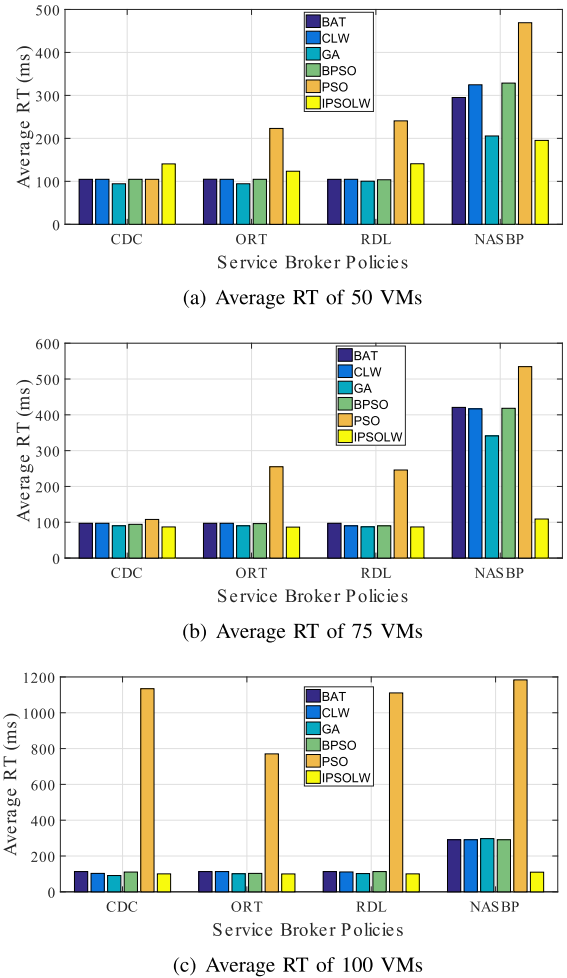 500
400
300
200
100
0
Average RT (ms)
BAT
CLW
GA
BPSO
PSO
IPSOLW
CDC ORT RDL NASBP
Service Broker Policies
(a) Average RT of 50 VMs
600
500
400
300
200
100
0
Average RT (ms)
BAT
CLW
GA
BPSO
PSO
IPSOLW
CDC ORT RDL NASBP
Service Broker Policies
(b) Average RT of 75 VMs
1200
1000
800
600
400
200
0
Average RT (ms)
BAT
CLW
GA
BPSO
PSO
IPSOLW
CDC ORT RDL NASBP
Service Broker Policies
(c) Average RT of 100 VMs